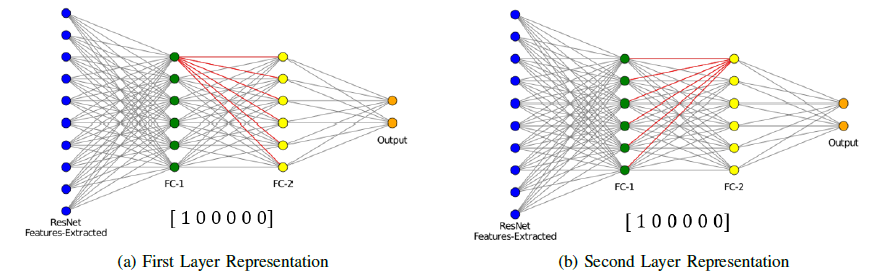 Output
FC-1
FC-2
ResNet
Features-Extracted
[ 1 0 0 0 0 0 ]
(a) First Layer Representation
Output
FC-1
FC-2
ResNet
Features-Extracted
[ 1 0 0 0 0 0 ]
(b) Second Layer Representation